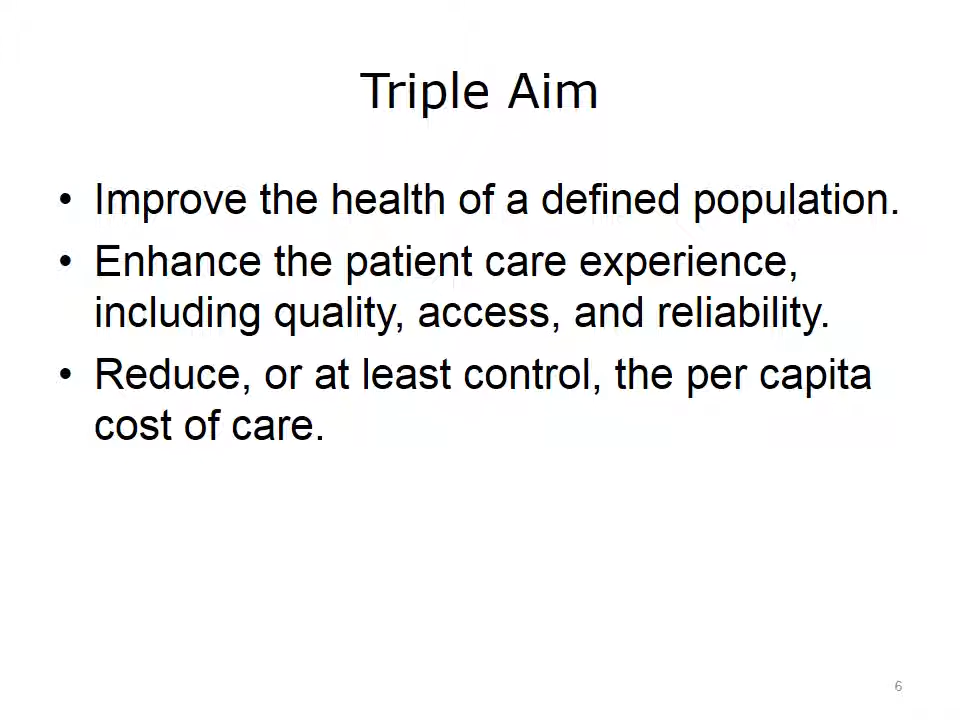 Triple Aim
• Improve the health of a defined population.
• Enhance the patient care experience,
including quality, access, and reliability.
• Reduce, or at least control, the per capita
cost of care.
6